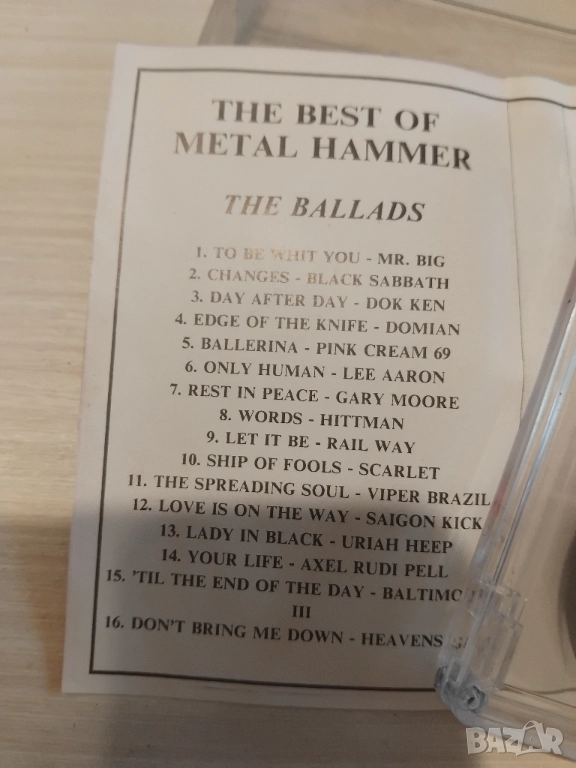 THE BEST OF
METAL HAMMER
THE BALLADS
1. TO BE WHIT YOU - MR. BIG
2. CHANGES - BLACK SABBATH
3. DAY AFTER DAY - DOK KEN
4. EDGE OF THE KNIFE - DOMIAN
5. BALLERINA - PINK CREAM 69
6. ONLY HUMAN - LEE AARON
7. REST IN PEACE - GARY MOORE
8. WORDS - HITTMAN
9. LET IT BE - RAIL WAY
10. SHIP OF FOOLS - SCARLET
11. THE SPREADING SOUL - VIPER BRAZIL
12. LOVE IS ON THE WAY - SAIGON KICK
13. LADY IN BLACK - URIAH HEEP
14. YOUR LIFE - AXEL RUDI PELL
15. 'TIL THE END OF THE DAY -
III
16. DON'T BRING ME DOWN - HEAVENS
BAZAR